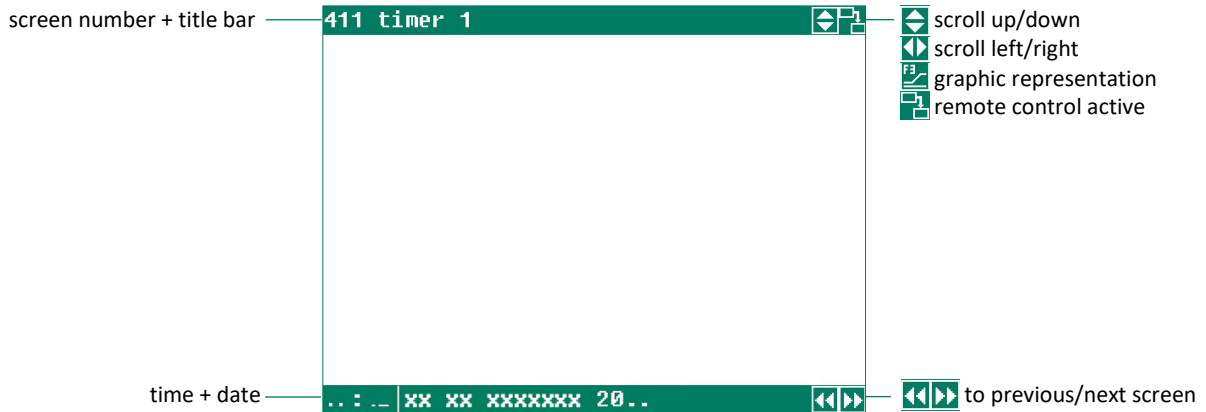 screen number + title bar
411 timer 1
scroll up/down
scroll left/right
F3
graphic representation
remote control active
time + date
..:.. xx xx xxxxxxx 20..
to previous/next screen